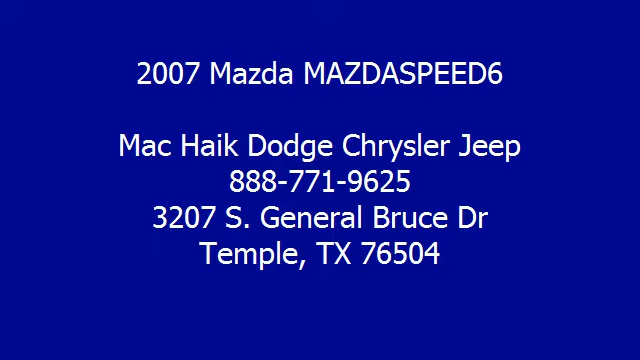 2007 Mazda MAZDASPEED6
Mac Haik Dodge Chrysler Jeep
888-771-9625
3207 S. General Bruce Dr
Temple, TX 76504